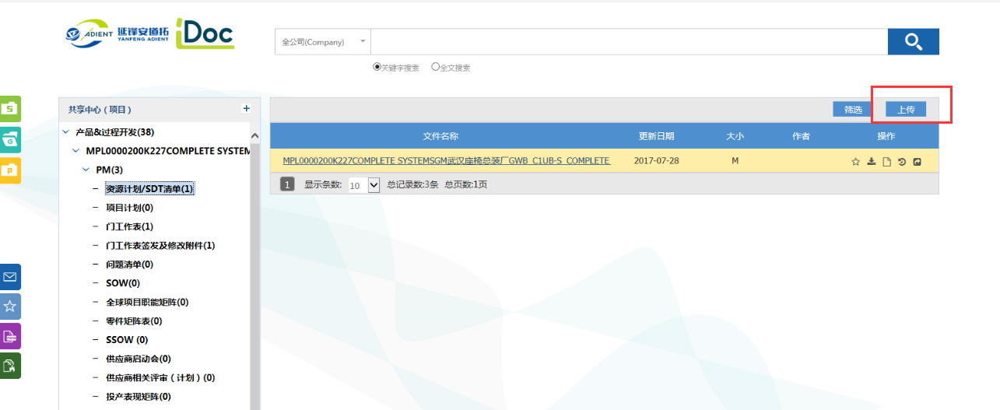 ADIENT 延锋安道拓 YANFENG ADIENT iDoc
全公司(Company)
关键字搜索 全文搜索
共享中心（项目） +
筛选 上传
产品&过程开发(38)
MPL0000200K227COMPLETE SYSTEM
PM(3)
资源计划/SDT清单(1)
项目计划(0)
门工作表(1)
门工作表签发及修改附件(1)
问题清单(0)
SOW(0)
全球项目职能矩阵(0)
零件矩阵表(0)
SSOW (0)
供应商启动会(0)
供应商相关评审（计划）(0)
投产表现矩阵(0)
文件名称 更新日期 大小 作者 操作
MPL0000200K227COMPLETE SYSTEMSGM武汉座椅总装厂GWB_C1UB-S_COMPLETE 2017-07-28 M
1 显示条数: 10 总记录数:3条 总页数:1页
S
G
P